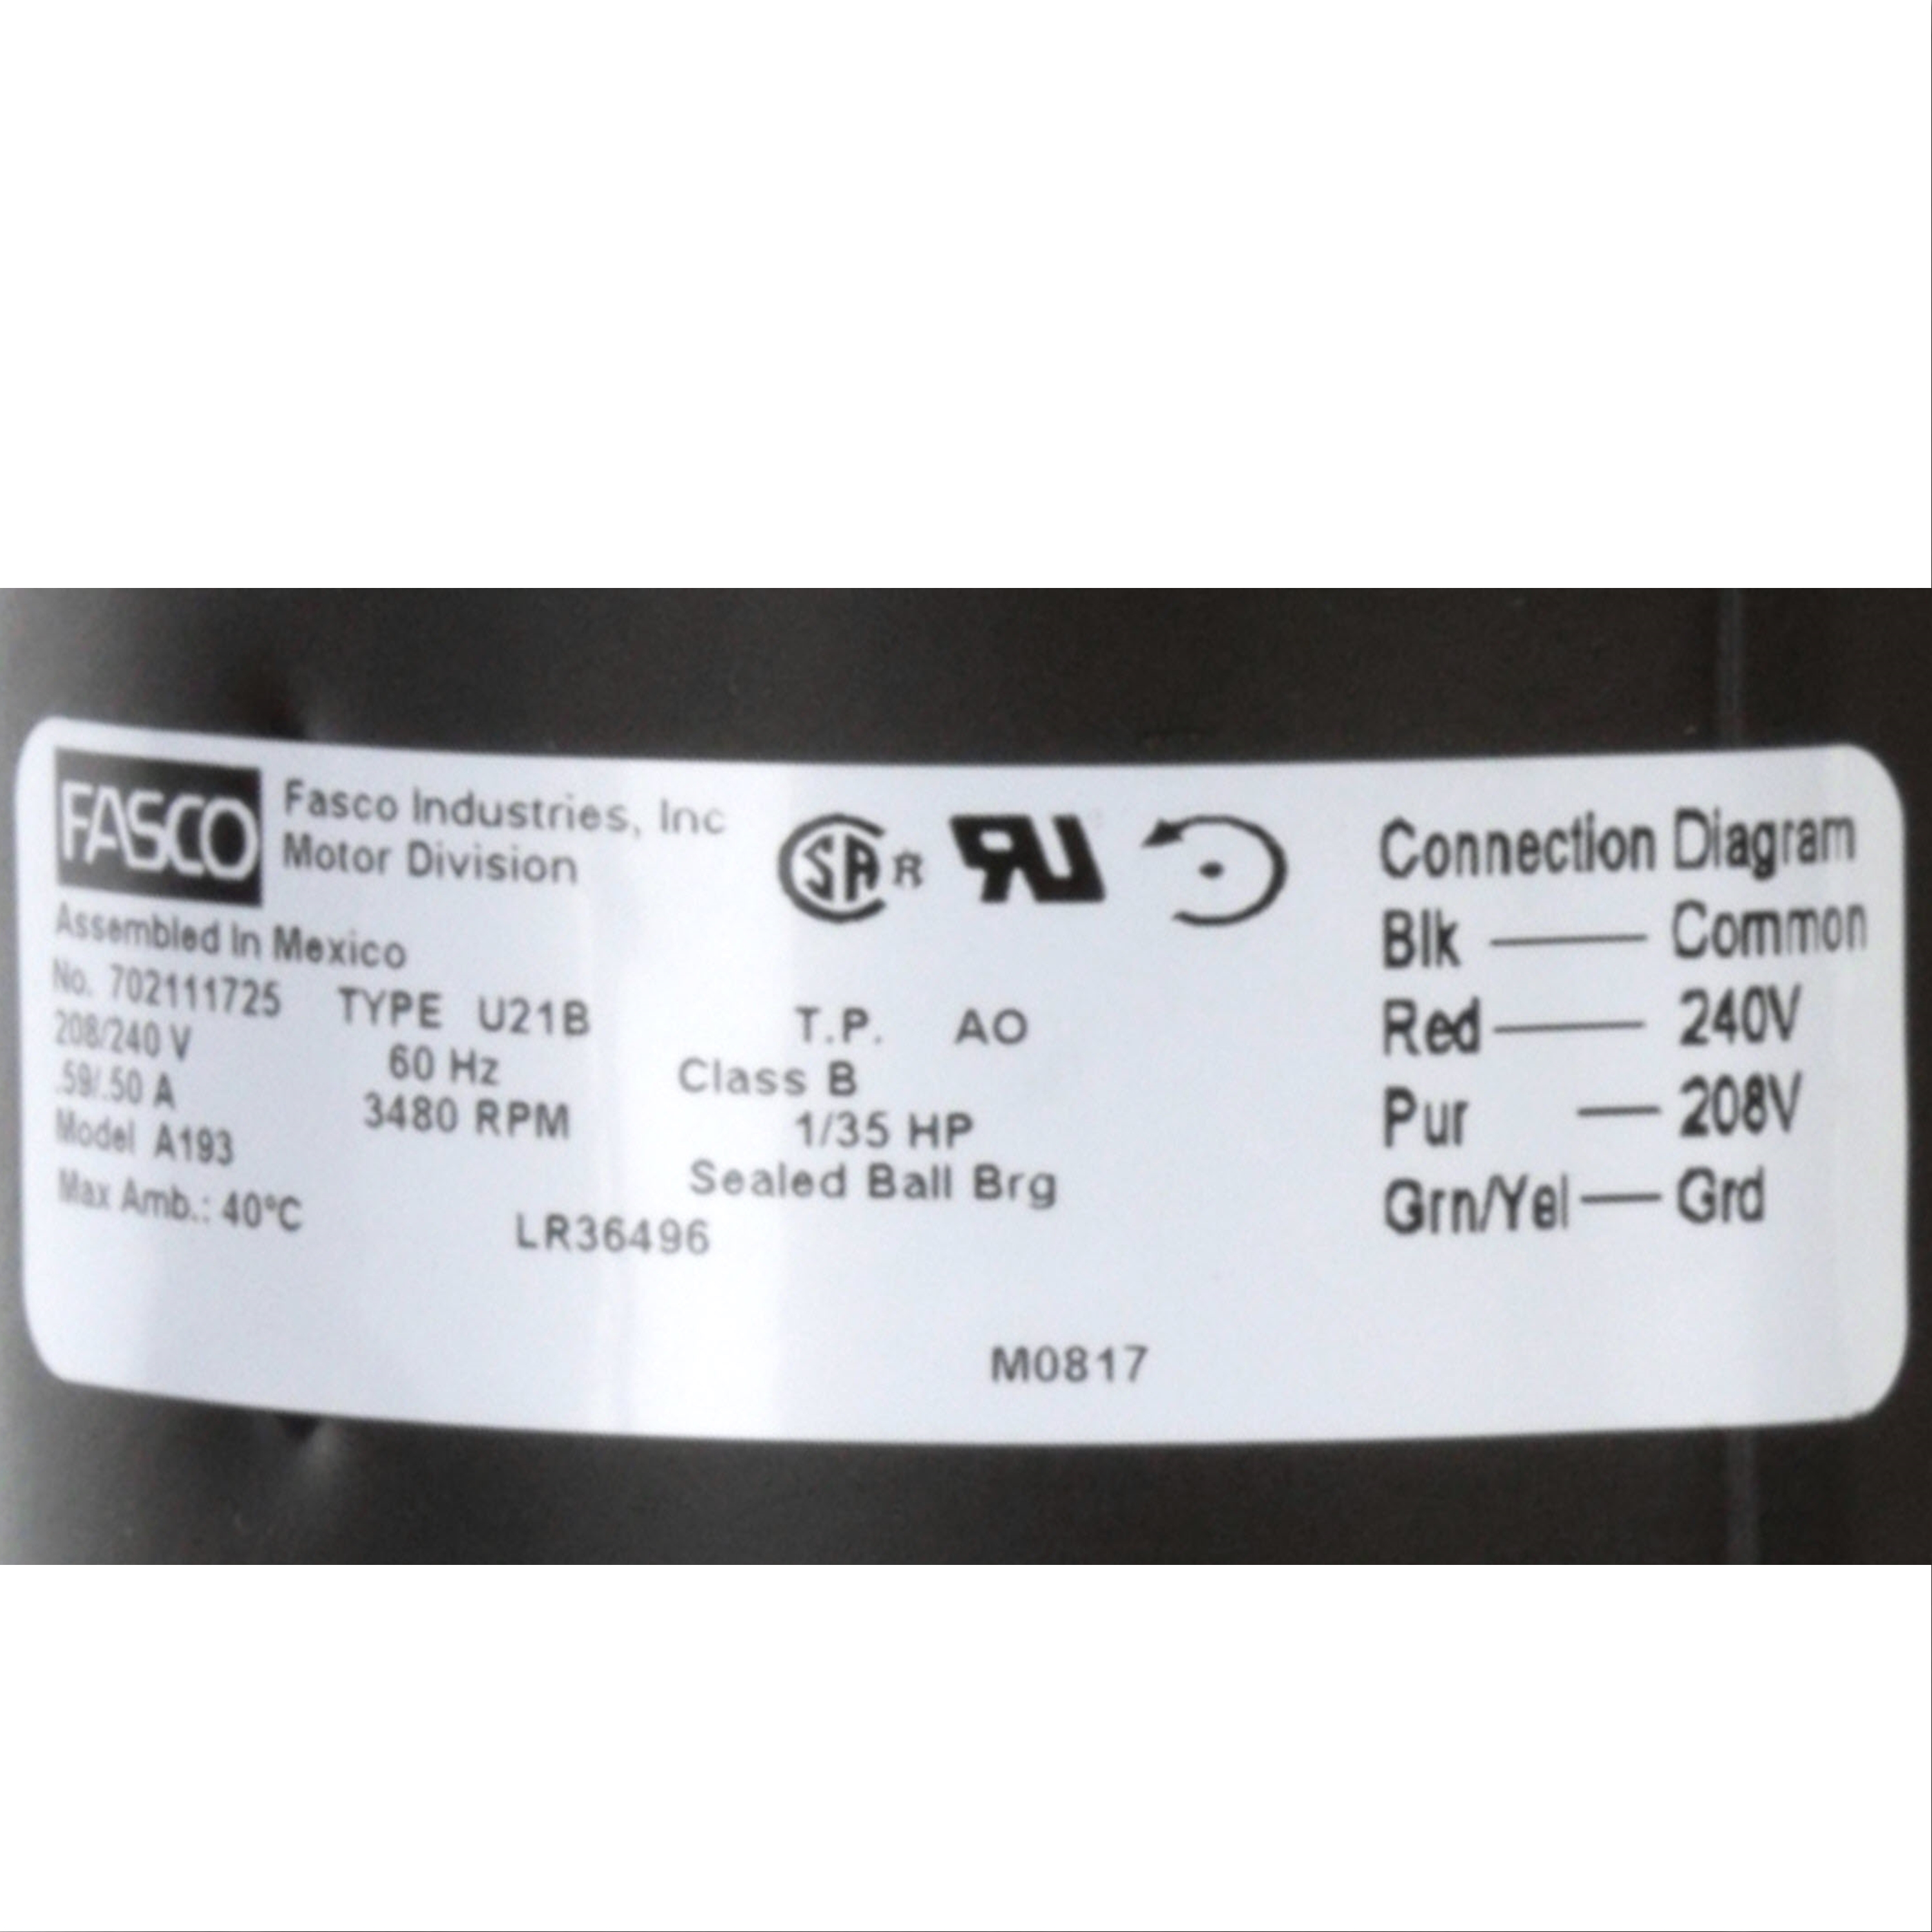 FASCO
Fasco Industries, Inc
Motor Division
Assembled In Mexico
No. 702111725 TYPE U21B
208/240 V 60 Hz
.59/.50 A 3480 RPM
Model A193
Max Amb.: 40°C
LR36496
SA R
UR
T.P. AO
Class B
1/35 HP
Sealed Ball Brg
M0817
Connection Diagram
Blk — Common
Red — 240V
Pur — 208V
Grn/Yel — Grd